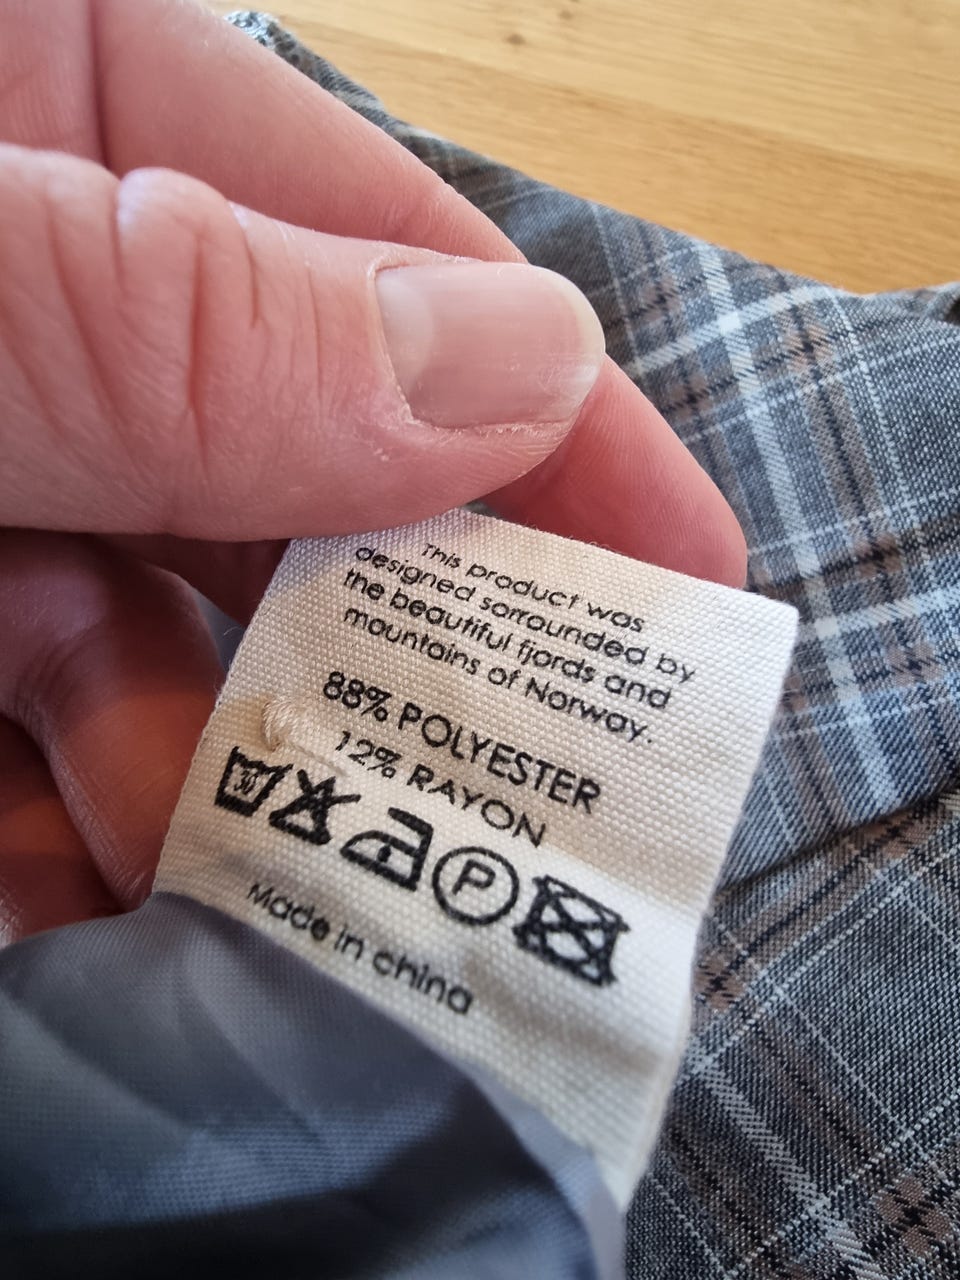 This product was
designed sorrounded by
the beautiful fjords and
mountains of Norway.
88% POLYESTER
12% RAYON
30
P
Made in china